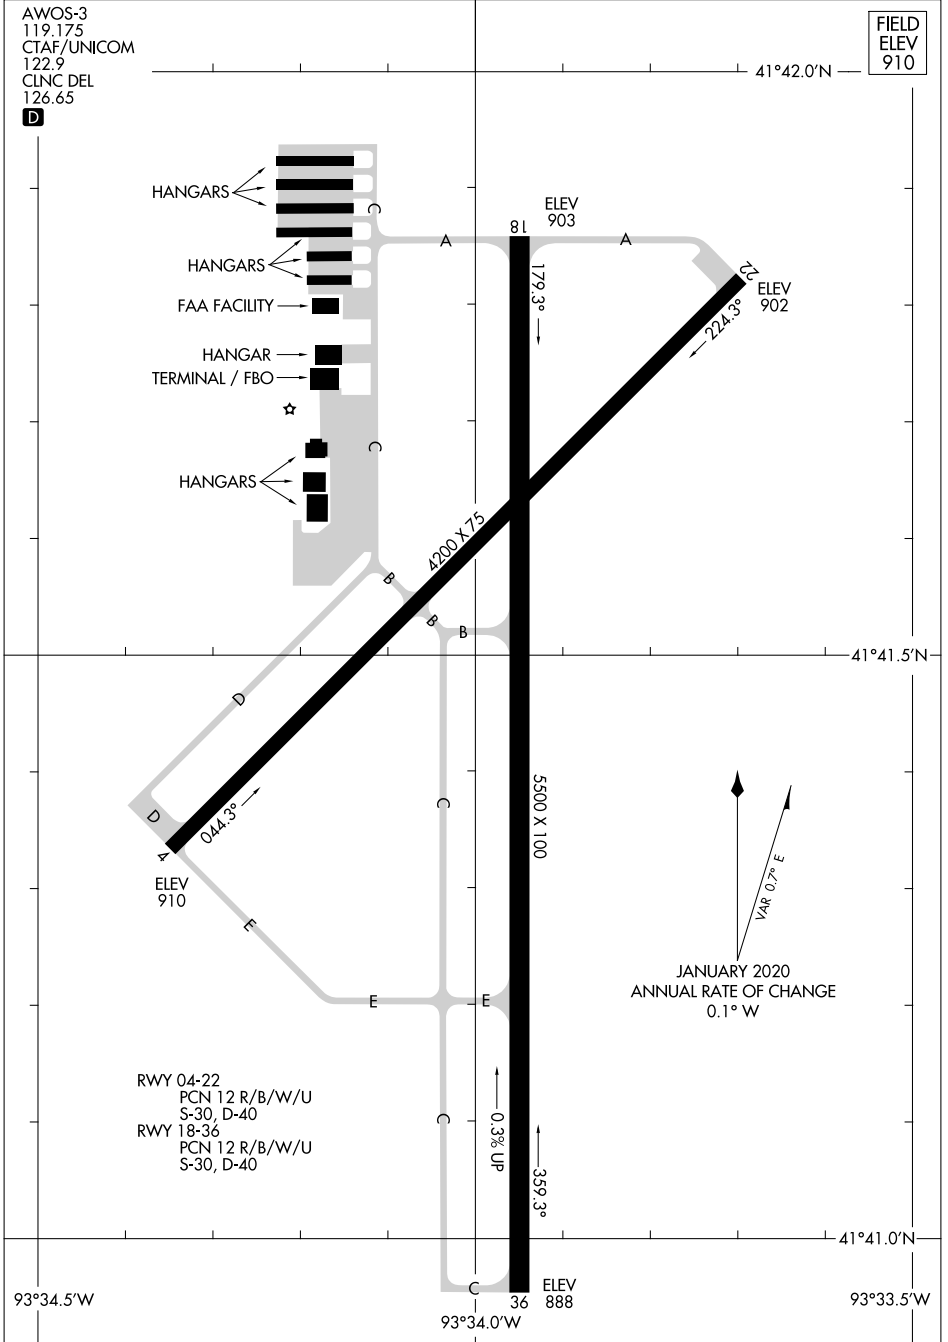 AWOS-3
119.175
CTAF/UNICOM
122.9
CLNC DEL
126.65
D
FIELD
ELEV
910
41°42.0'N
HANGARS
C
ELEV
903
18
A
A
HANGARS
179.3°
22
ELEV
902
FAA FACILITY
224.3°
HANGAR
TERMINAL / FBO
C
HANGARS
4200 X 75
B
B
B
41°41.5'N
D
C
5500 X 100
D
044.3°
4
ELEV
910
VAR 0.7° E
E
JANUARY 2020
ANNUAL RATE OF CHANGE
0.1° W
E
E
RWY 04-22
PCN 12 R/B/W/U
S-30, D-40
RWY 18-36
PCN 12 R/B/W/U
S-30, D-40
C
0.3% UP
359.3°
41°41.0'N
C
36
ELEV
888
93°34.5'W
93°34.0'W
93°33.5'W